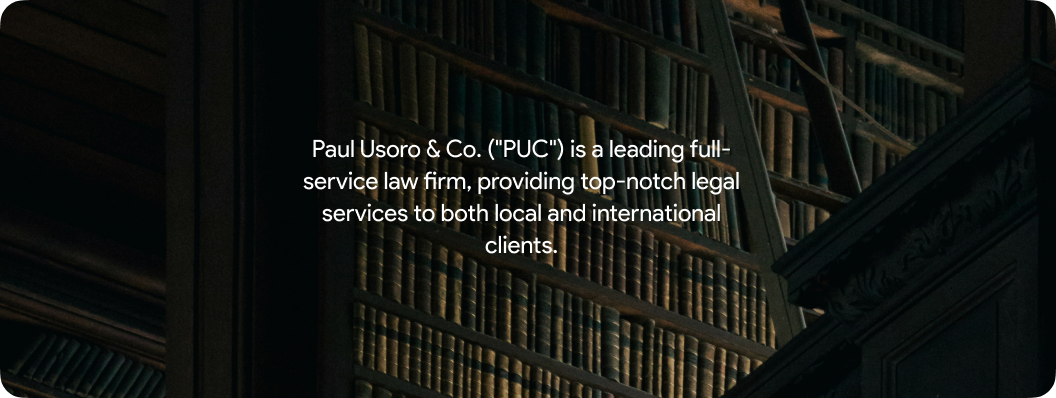 Paul Usoro & Co. ("PUC") is a leading full-
service law firm, providing top-notch legal
services to both local and international
clients.